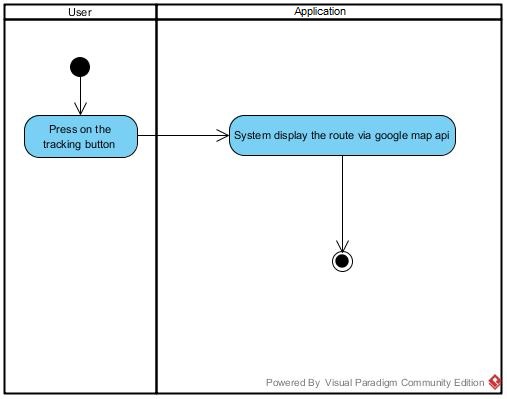 User
Application
Press on the
tracking button
System display the route via google map api
Powered By Visual Paradigm Community Edition